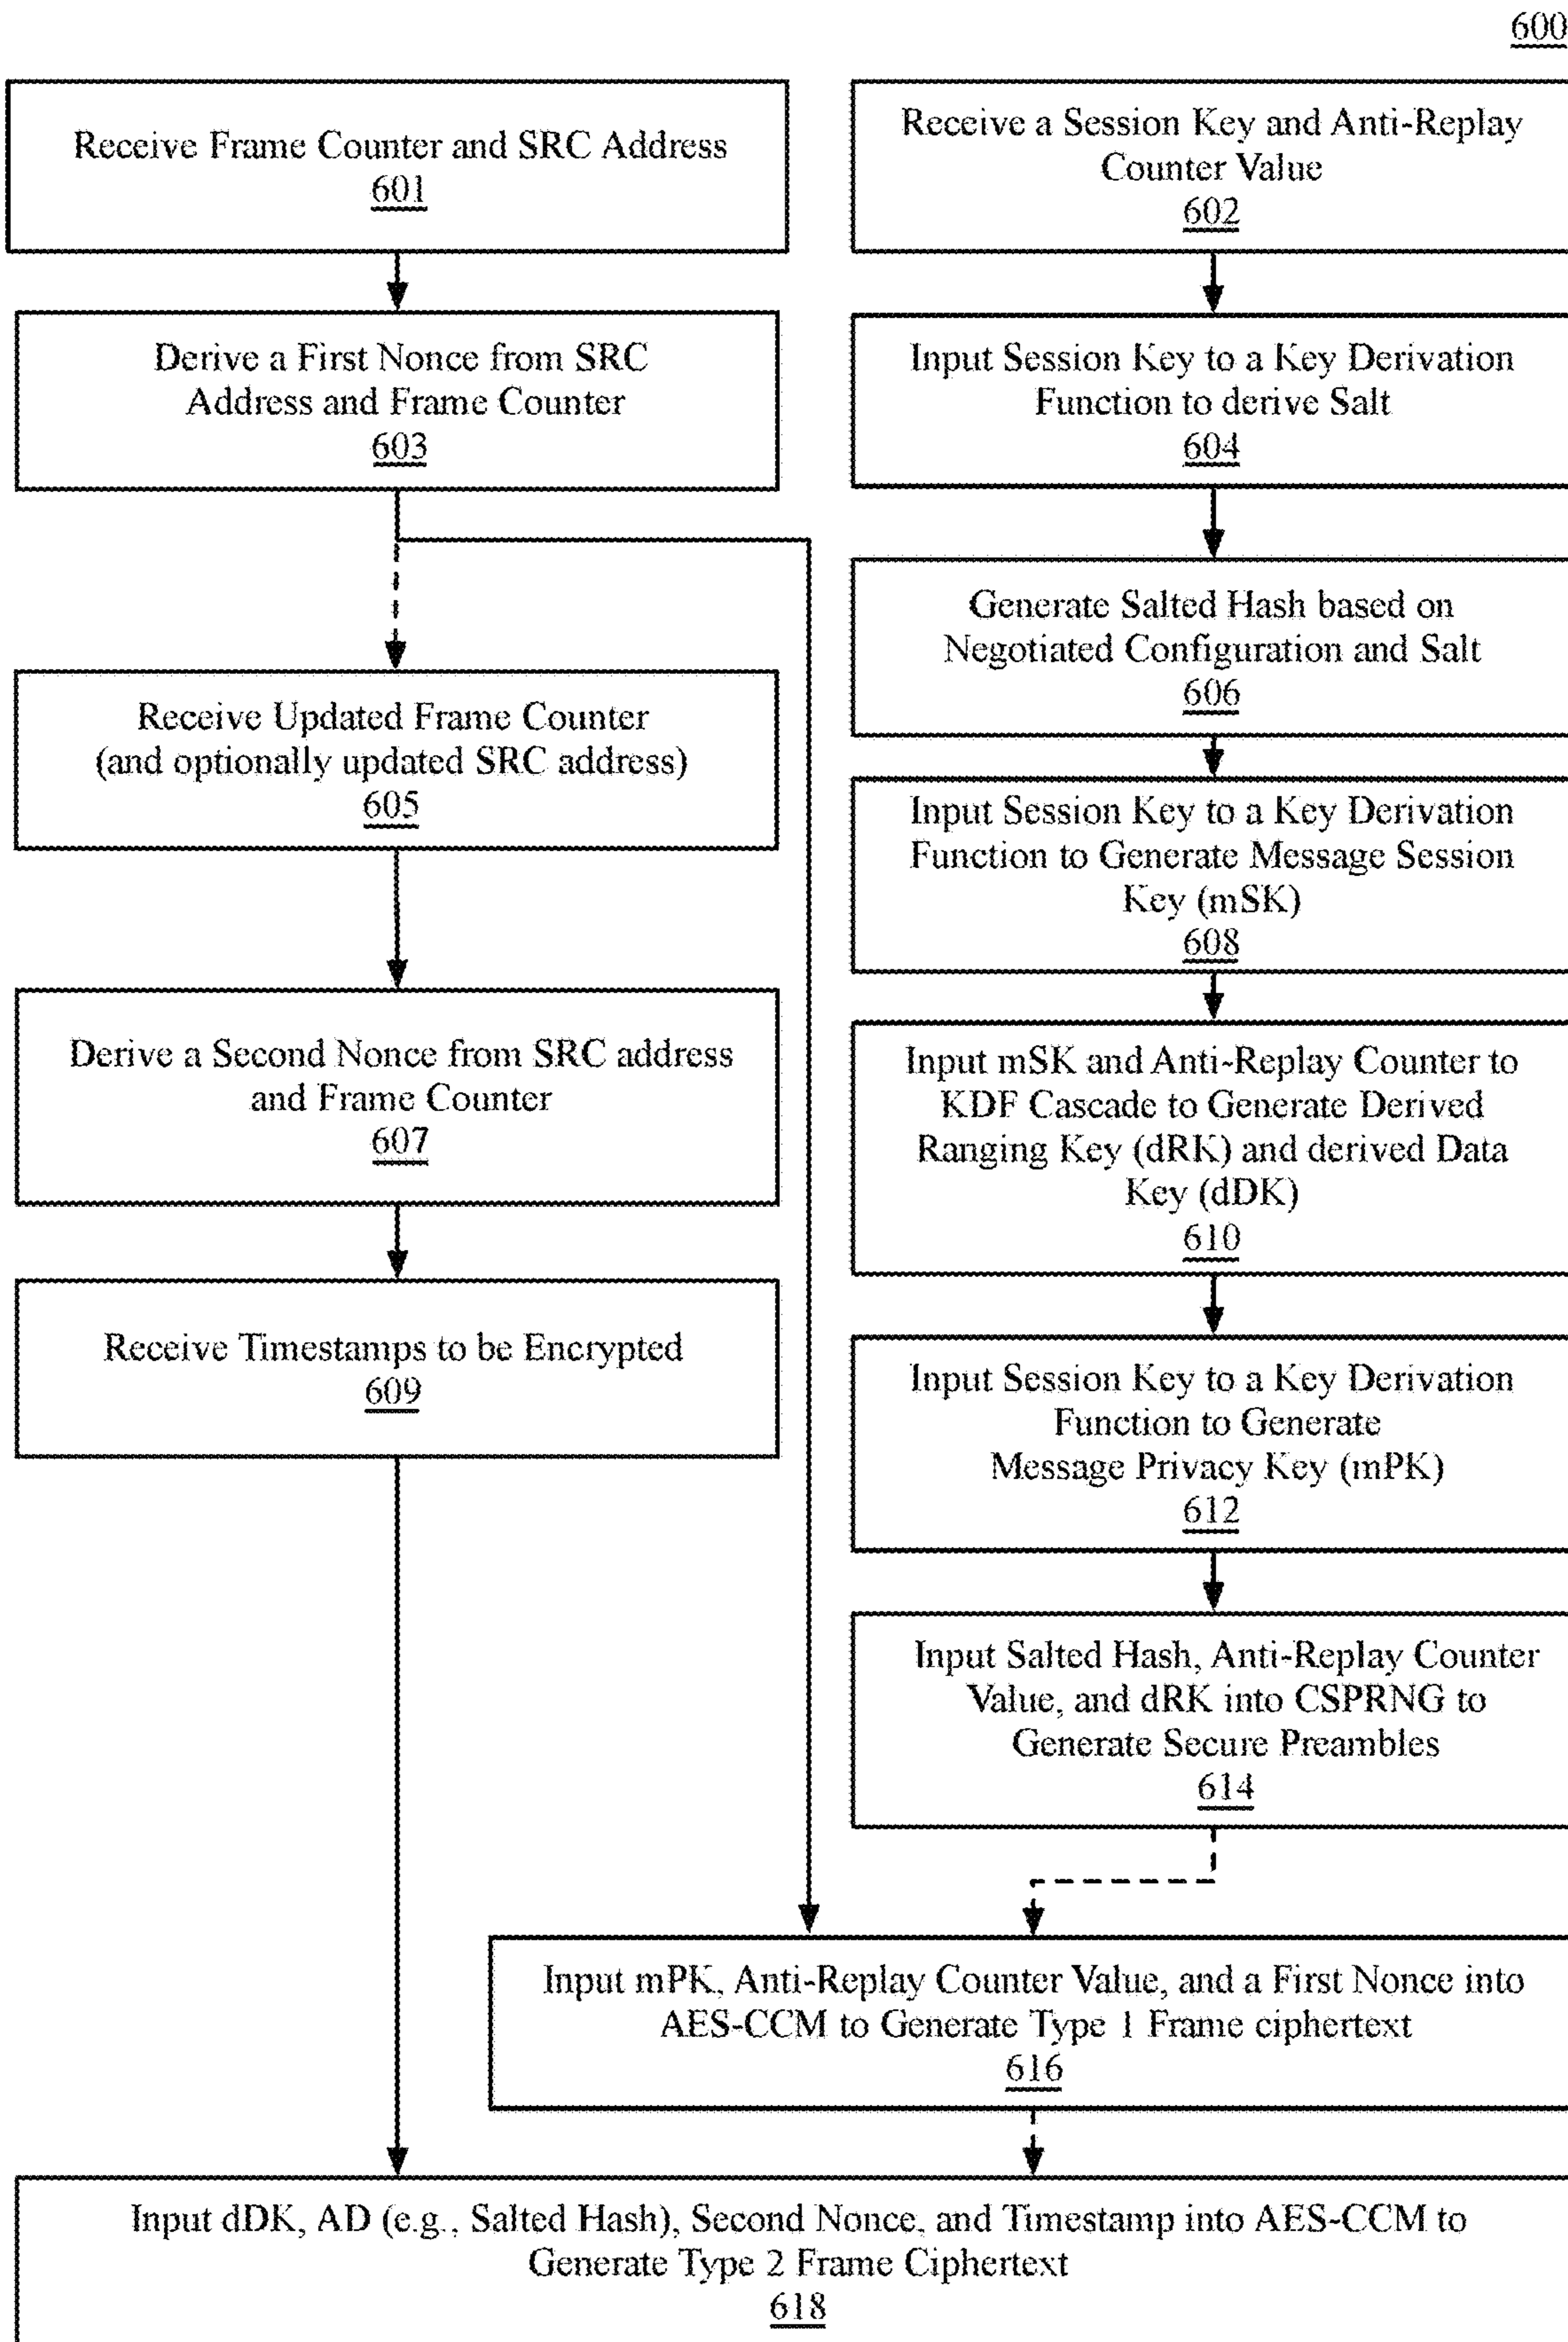 600
Receive Frame Counter and SRC Address
601
Derive a First Nonce from SRC
Address and Frame Counter
603
Receive Updated Frame Counter
(and optionally updated SRC address)
605
Derive a Second Nonce from SRC address
and Frame Counter
607
Receive Timestamps to be Encrypted
609
Receive a Session Key and Anti-Replay
Counter Value
602
Input Session Key to a Key Derivation
Function to derive Salt
604
Generate Salted Hash based on
Negotiated Configuration and Salt
606
Input Session Key to a Key Derivation
Function to Generate Message Session
Key (mSK)
608
Input mSK and Anti-Replay Counter to
KDF Cascade to Generate Derived
Ranging Key (dRK) and derived Data
Key (dDK)
610
Input Session Key to a Key Derivation
Function to Generate
Message Privacy Key (mPK)
612
Input Salted Hash, Anti-Replay Counter
Value, and dRK into CSPRNG to
Generate Secure Preambles
614
Input mPK, Anti-Replay Counter Value, and a First Nonce into
AES-CCM to Generate Type 1 Frame ciphertext
616
Input dDK, AD (e.g., Salted Hash), Second Nonce, and Timestamp into AES-CCM to
Generate Type 2 Frame Ciphertext
618